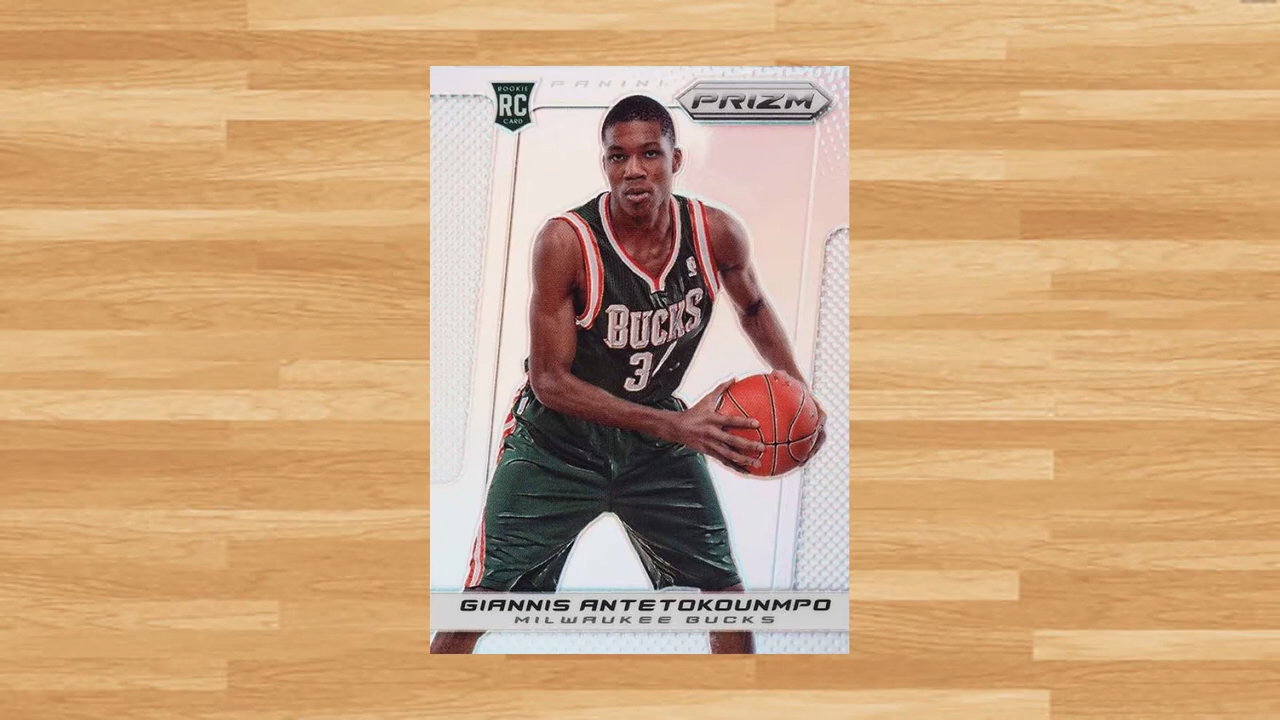 ROOKIE
RC
CARD
PANINI
PRIZM
BUCKS
34
GIANNIS ANTETOKOUNMPO
MILWAUKEE BUCKS